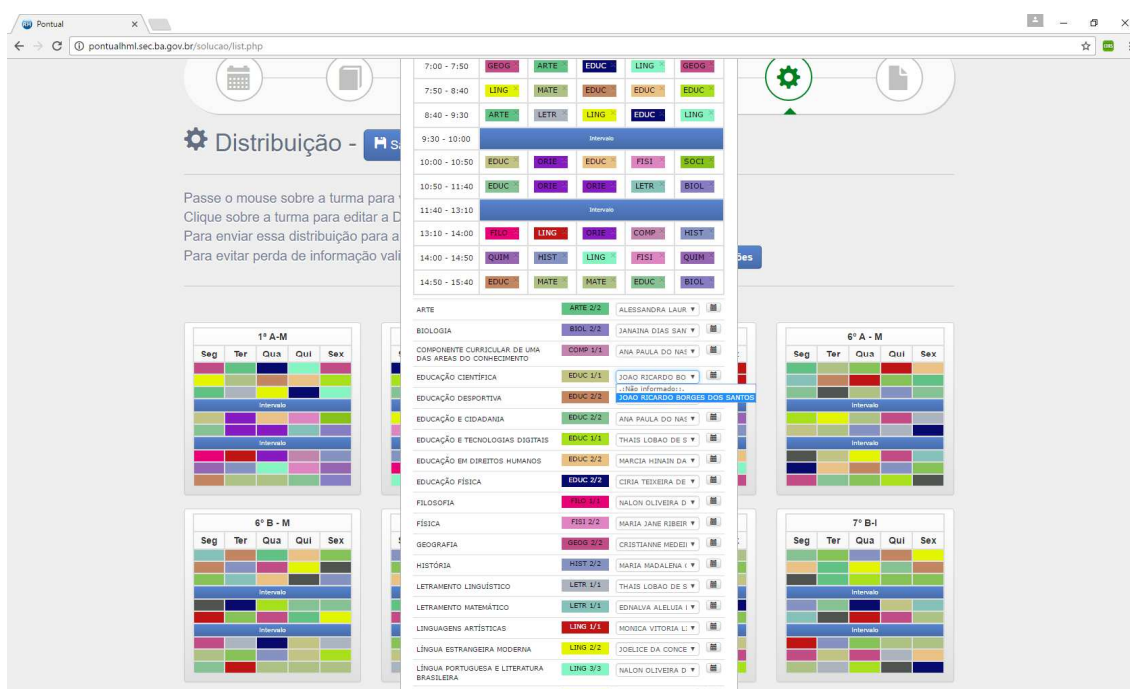 Pontual
pontualhml.sec.ba.gov.br/solucao/list.php
Distribuição -
Passe o mouse sobre a turma para
Clique sobre a turma para editar a D
Para enviar essa distribuição para a
Para evitar perda de informação vali
ões
7:00 - 7:50 GEOG ARTE EDUC LING GEOG
7:50 - 8:40 LING MATE EDUC EDUC EDUC
8:40 - 9:30 ARTE LETR LING EDUC LING
9:30 - 10:00 Intervalo
10:00 - 10:50 EDUC ORIE EDUC FISI SOCI
10:50 - 11:40 EDUC ORIE ORIE LETR BIOL
11:40 - 13:10 Intervalo
13:10 - 14:00 FILO LING ORIE COMP HIST
14:00 - 14:50 QUIM HIST LING FISI QUIM
14:50 - 15:40 EDUC MATE MATE EDUC BIOL
ARTE ARTE 2/2 ALESSANDRA LAUR
BIOLOGIA BIOL 2/2 JANAINA DIAS SAN
COMPONENTE CURRICULAR DE UMA
DAS AREAS DO CONHECIMENTO COMP 1/1 ANA PAULA DO NAS
EDUCAÇÃO CIENTÍFICA EDUC 1/1 JOAO RICARDO BO
.::Não informado::.
JOAO RICARDO BORGES DOS SANTOS
EDUCAÇÃO DESPORTIVA EDUC 2/2
EDUCAÇÃO E CIDADANIA EDUC 2/2 ANA PAULA DO NAS
EDUCAÇÃO E TECNOLOGIAS DIGITAIS EDUC 1/1 THAIS LOBAO DE S
EDUCAÇÃO EM DIREITOS HUMANOS EDUC 2/2 MARCIA HINAIN DA
EDUCAÇÃO FÍSICA EDUC 2/2 CIRIA TEIXEIRA DE
FILOSOFIA FILO 1/1 NALON OLIVEIRA D
FÍSICA FISI 2/2 MARIA JANE RIBEIR
GEOGRAFIA GEOG 2/2 CRISTIANNE MEDEI
HISTÓRIA HIST 2/2 MARIA MADALENA (
LETRAMENTO LINGUÍSTICO LETR 1/1 THAIS LOBAO DE S
LETRAMENTO MATEMÁTICO LETR 1/1 EDNALVA ALELUIA
LINGUAGENS ARTÍSTICAS LING 1/1 MONICA VITORIA
LÍNGUA ESTRANGEIRA MODERNA LING 2/2 JOELICE DA CONCE
LÍNGUA PORTUGUESA E LITERATURA
BRASILEIRA LING 3/3 NALON OLIVEIRA D
1ª A-M
Seg Ter Qua Qui Sex
Intervalo
Intervalo
6º A - M
Seg Ter Qua Qui Sex
Intervalo
Intervalo
6º B - M
Seg Ter Qua Qui Sex
Intervalo
Intervalo
7º B-I
Seg Ter Qua Qui Sex
Intervalo
Intervalo